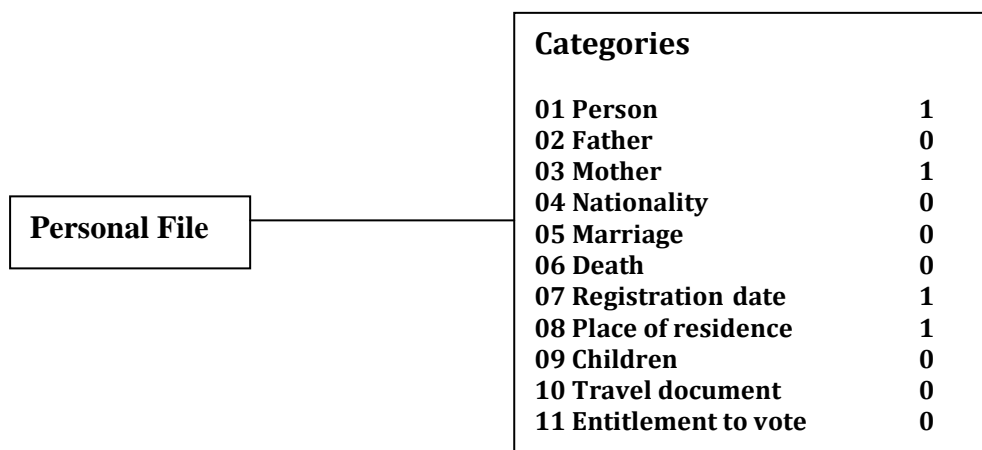 Categories
01 Person 1
02 Father 0
03 Mother 1
04 Nationality 0
05 Marriage 0
06 Death 0
07 Registration date 1
08 Place of residence 1
09 Children 0
10 Travel document 0
11 Entitlement to vote 0
Personal File